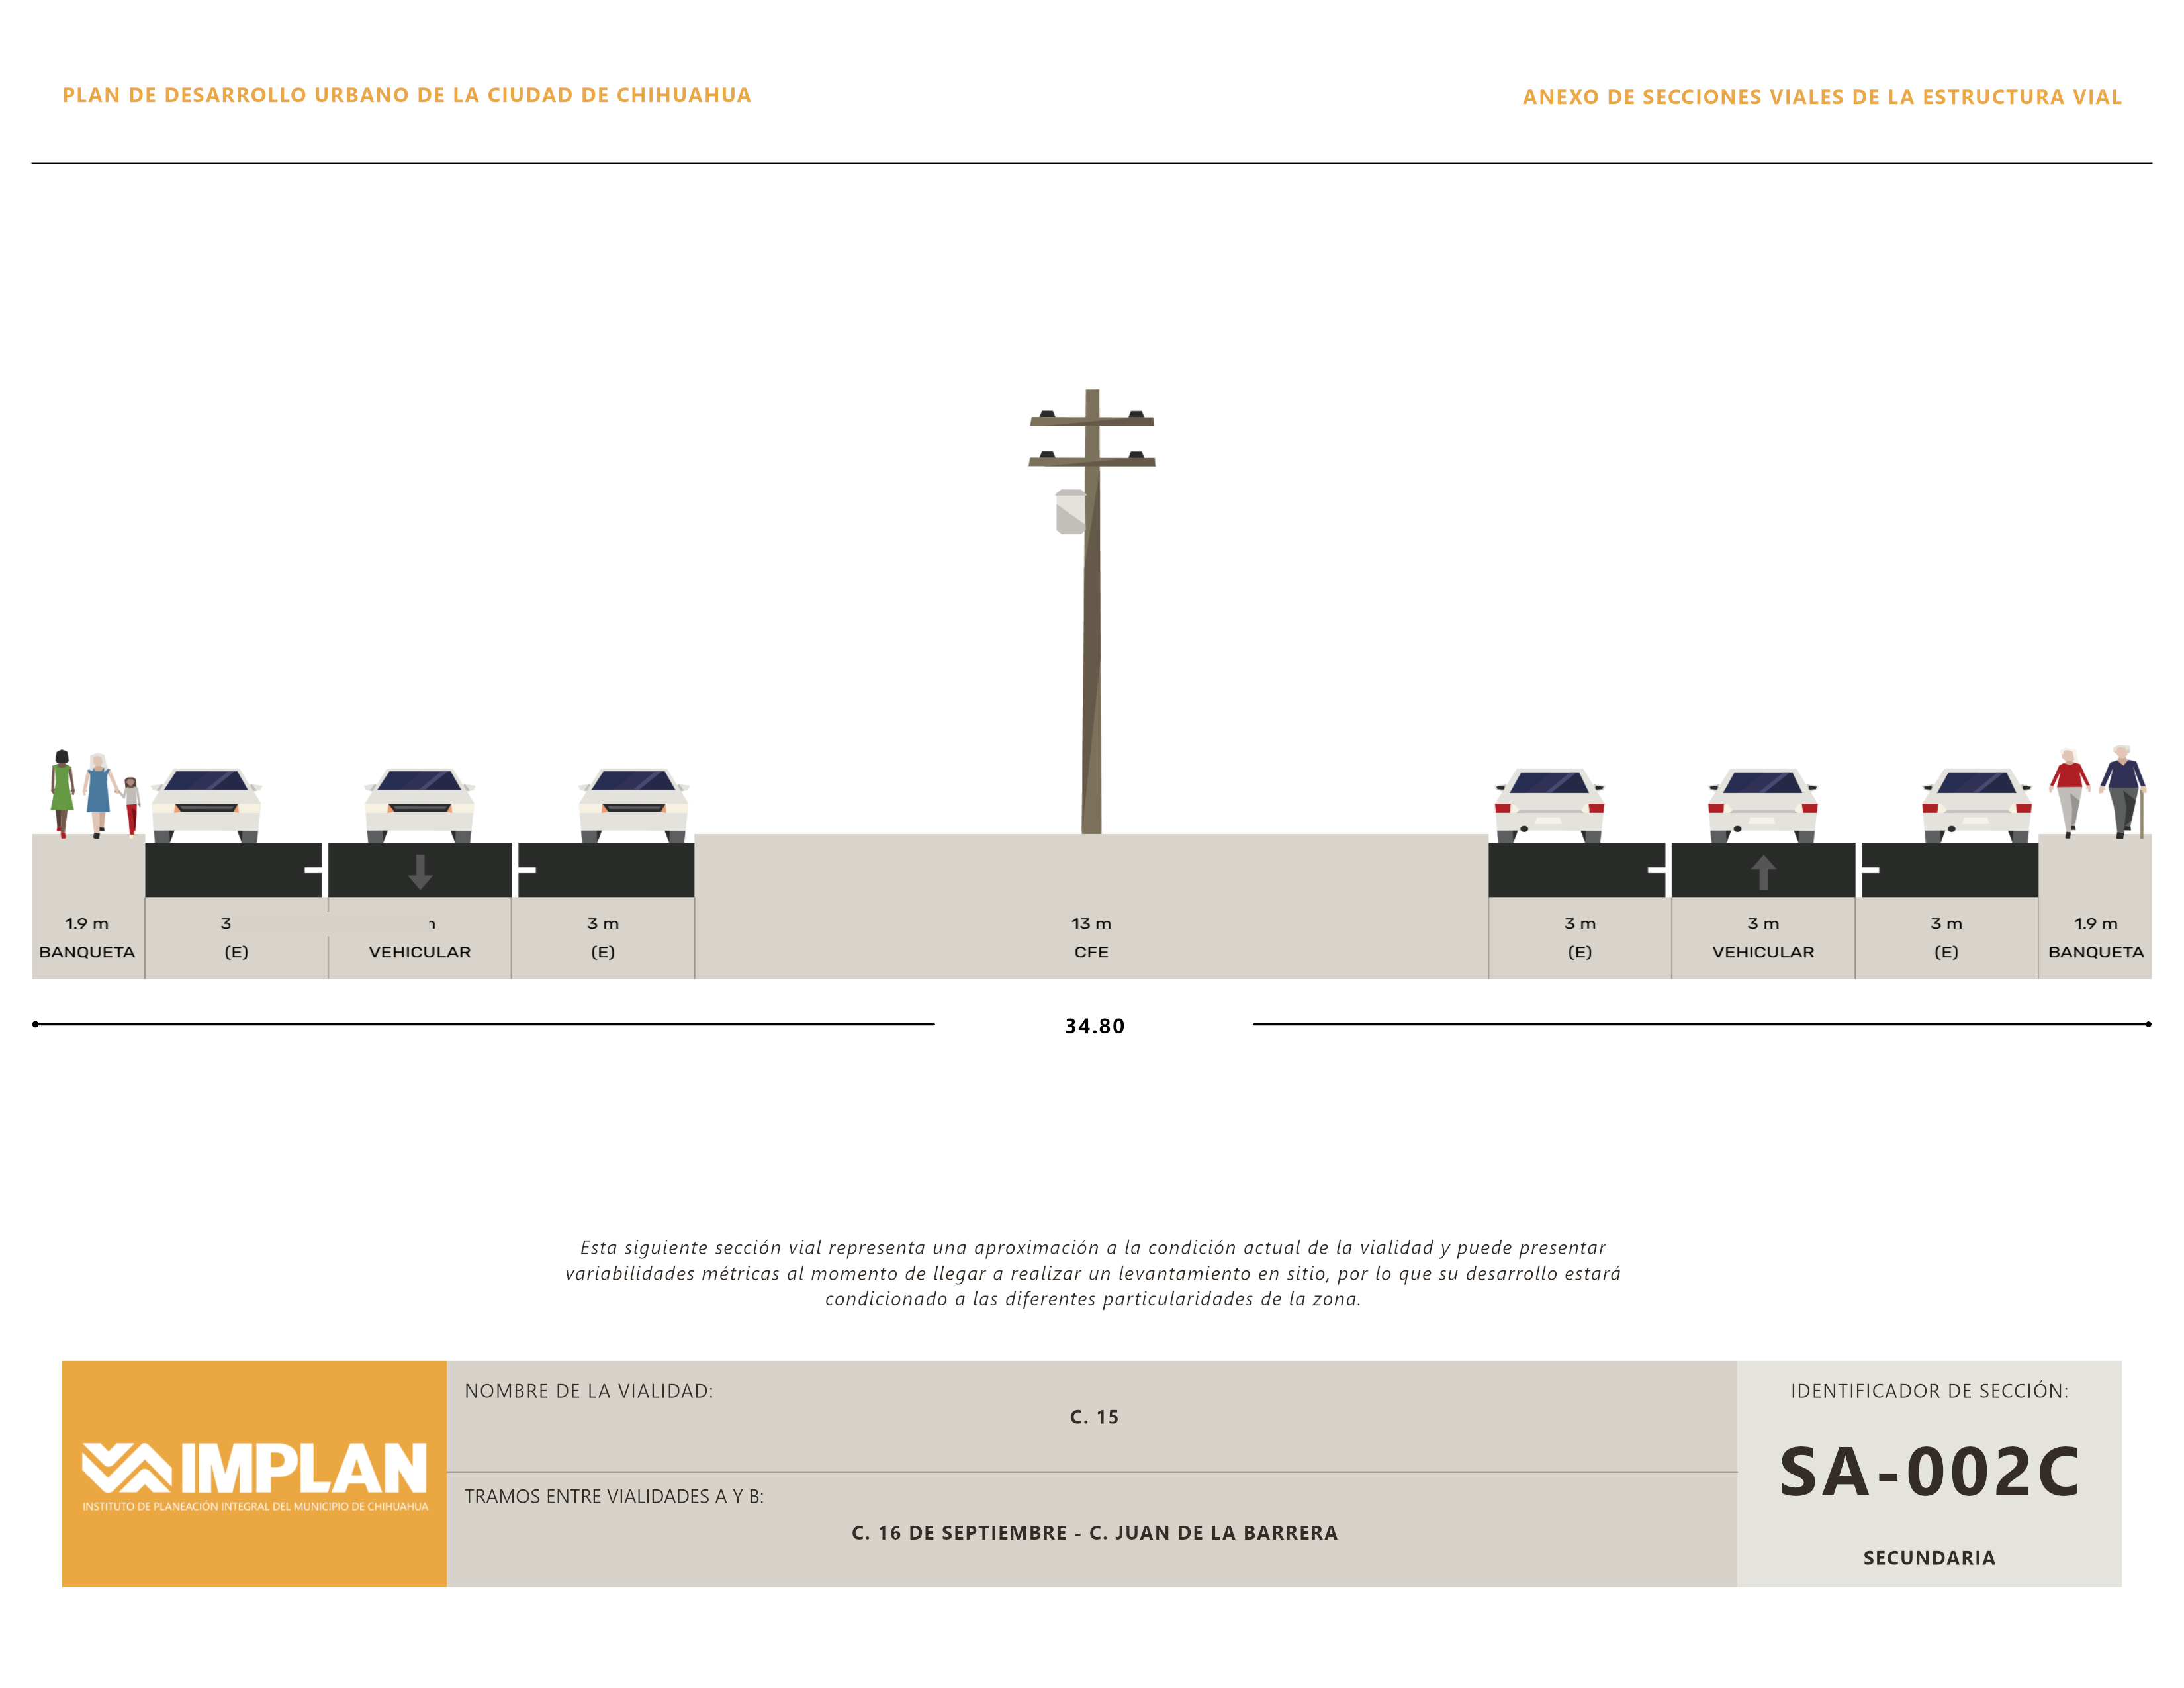 PLAN DE DESARROLLO URBANO DE LA CIUDAD DE CHIHUAHUA
ANEXO DE SECCIONES VIALES DE LA ESTRUCTURA VIAL
1.9 m 3 3 m 13 m 3 m 3 m 3 m 1.9 m
BANQUETA (E) VEHICULAR (E) CFE (E) VEHICULAR (E) BANQUETA
34.80
Esta siguiente sección vial representa una aproximación a la condición actual de la vialidad y puede presentar
variabilidades métricas al momento de llegar a realizar un levantamiento en sitio, por lo que su desarrollo estará
condicionado a las diferentes particularidades de la zona.
IMPLAN
INSTITUTO DE PLANEACIÓN INTEGRAL DEL MUNICIPIO DE CHIHUAHUA
NOMBRE DE LA VIALIDAD:
C. 15
TRAMOS ENTRE VIALIDADES A Y B:
C. 16 DE SEPTIEMBRE - C. JUAN DE LA BARRERA
IDENTIFICADOR DE SECCIÓN:
SA-002C
SECUNDARIA